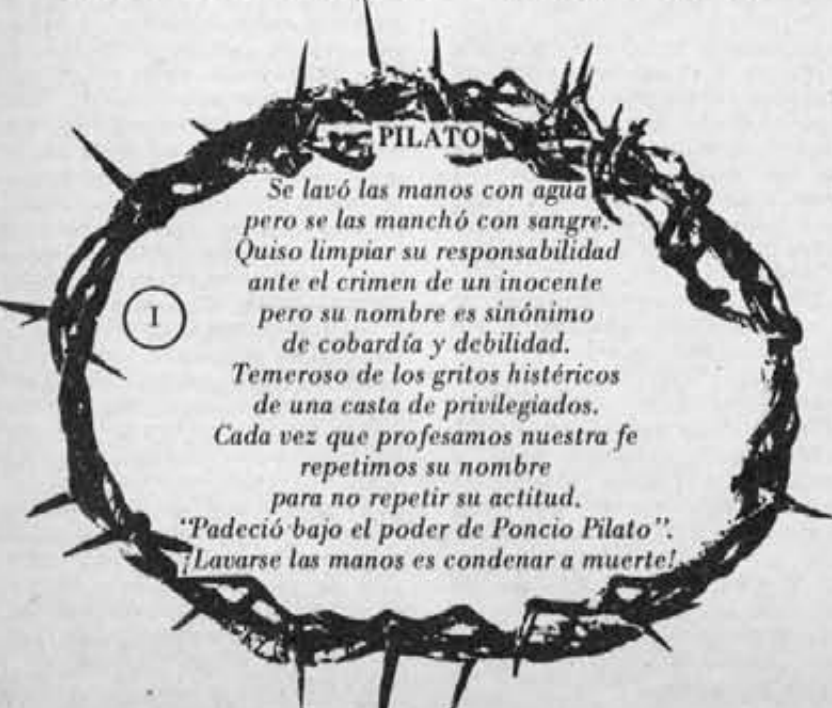 PILATO
Se lavó las manos con agua
pero se las manchó con sangre.
Quiso limpiar su responsabilidad
ante el crimen de un inocente
I
pero su nombre es sinónimo
de cobardía y debilidad.
Temeroso de los gritos histéricos
de una casta de privilegiados.
Cada vez que profesamos nuestra fe
repetimos su nombre
para no repetir su actitud.
"Padeció bajo el poder de Poncio Pilato".
¡Lavarse las manos es condenar a muerte!